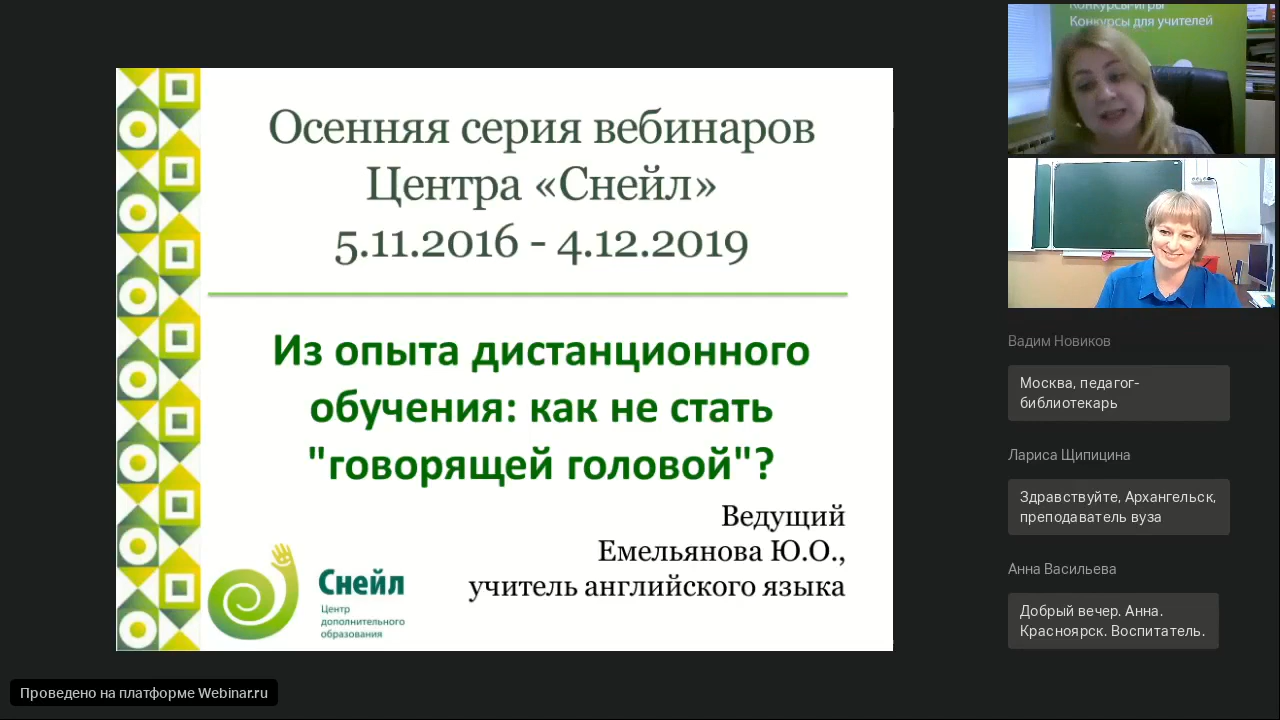 Осенняя серия вебинаров
Центра «Снейл»
5.11.2016 - 4.12.2019
Из опыта дистанционного
обучения: как не стать
"говорящей головой"?
Ведущий
Емельянова Ю.О.,
учитель английского языка
Снейл
Центр
дополнительного
образования
Проведено на платформе Webinar.ru
Конкурсы-игры
Конкурсы для учителей
Вадим Новиков
Москва, педагог-
библиотекарь
Лариса Щипицина
Здравствуйте, Архангельск,
преподаватель вуза
Анна Васильева
Добрый вечер. Анна.
Красноярск. Воспитатель.